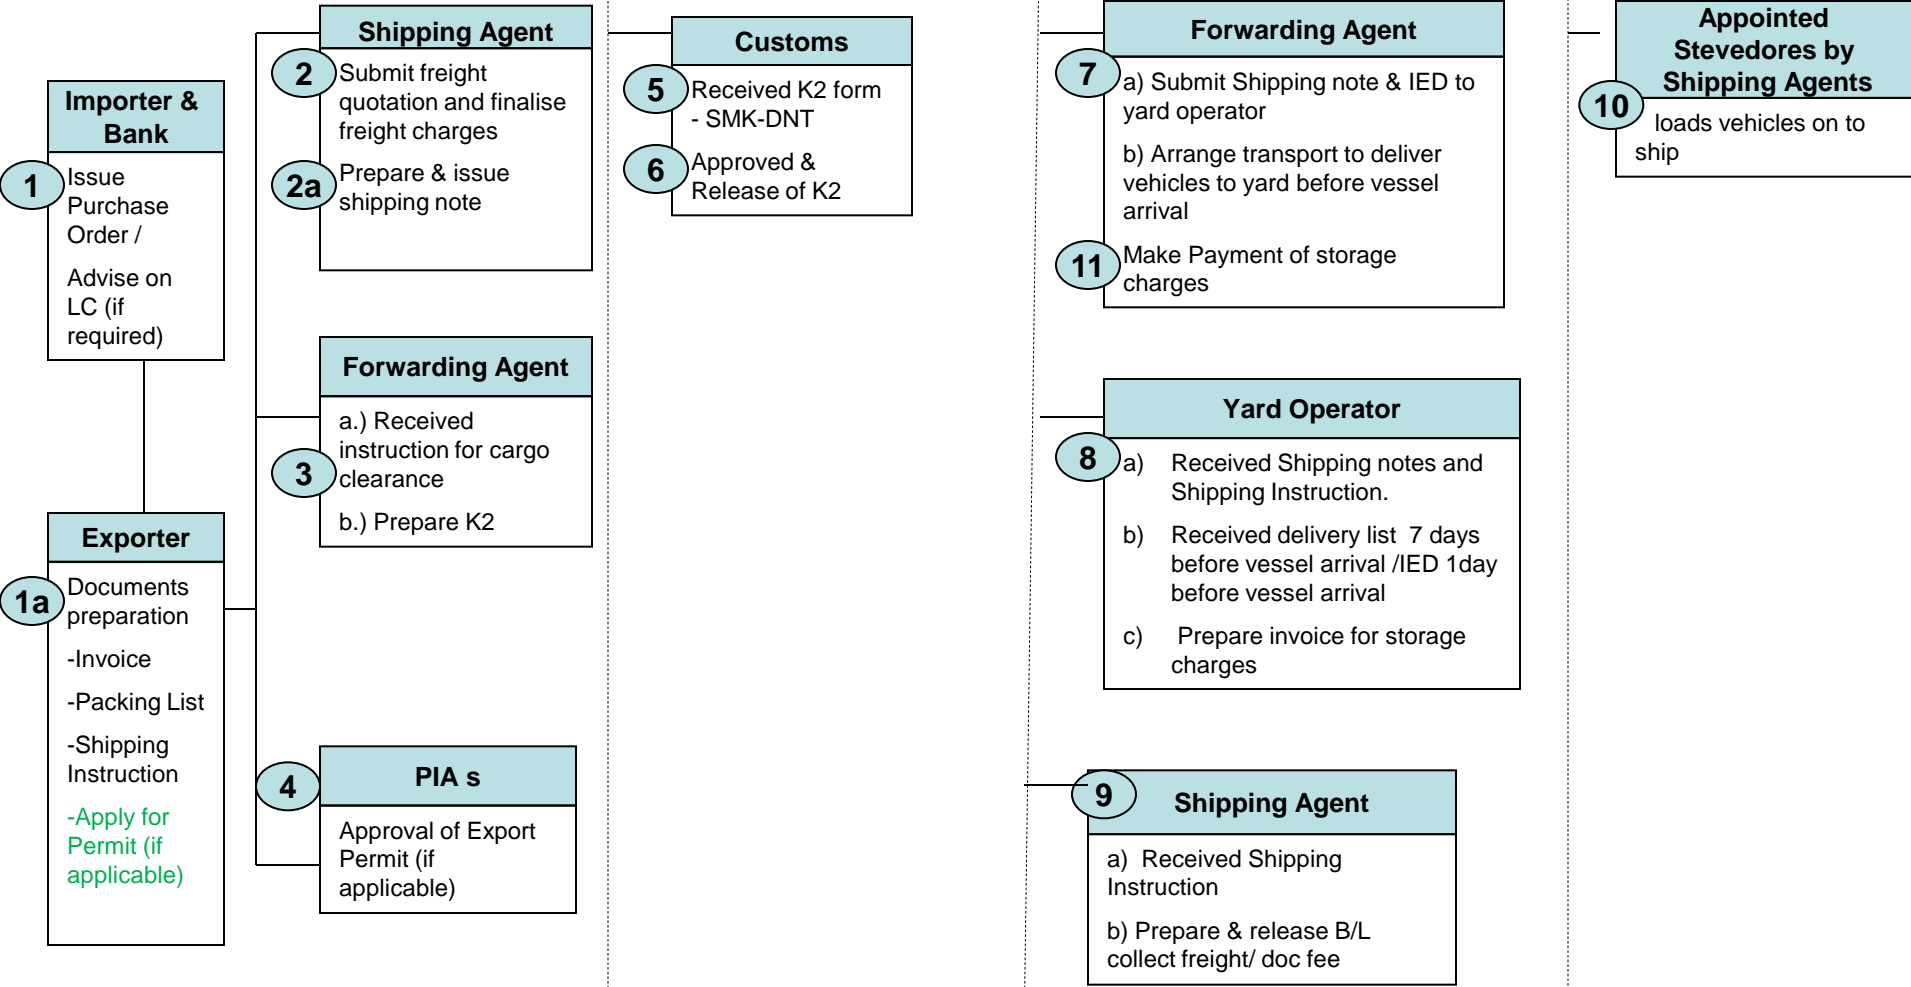 Importer &
Bank
1
Issue
Purchase
Order /
Advise on
LC (if
required)
Exporter
1a
Documents
preparation
-Invoice
-Packing List
-Shipping
Instruction
-Apply for
Permit (if
applicable)
Shipping Agent
2
Submit freight
quotation and finalise
freight charges
2a
Prepare & issue
shipping note
Forwarding Agent
3
a.) Received
instruction for cargo
clearance
b.) Prepare K2
4
PIA s
Approval of Export
Permit (if
applicable)
Customs
5
Received K2 form
- SMK-DNT
6
Approved &
Release of K2
Forwarding Agent
7
a) Submit Shipping note & IED to
yard operator
b) Arrange transport to deliver
vehicles to yard before vessel
arrival
11
Make Payment of storage
charges
Yard Operator
8
a) Received Shipping notes and
Shipping Instruction.
b) Received delivery list 7 days
before vessel arrival /IED 1day
before vessel arrival
c) Prepare invoice for storage
charges
9
Shipping Agent
a) Received Shipping
Instruction
b) Prepare & release B/L
collect freight/ doc fee
Appointed
Stevedores by
Shipping Agents
10
loads vehicles on to
ship